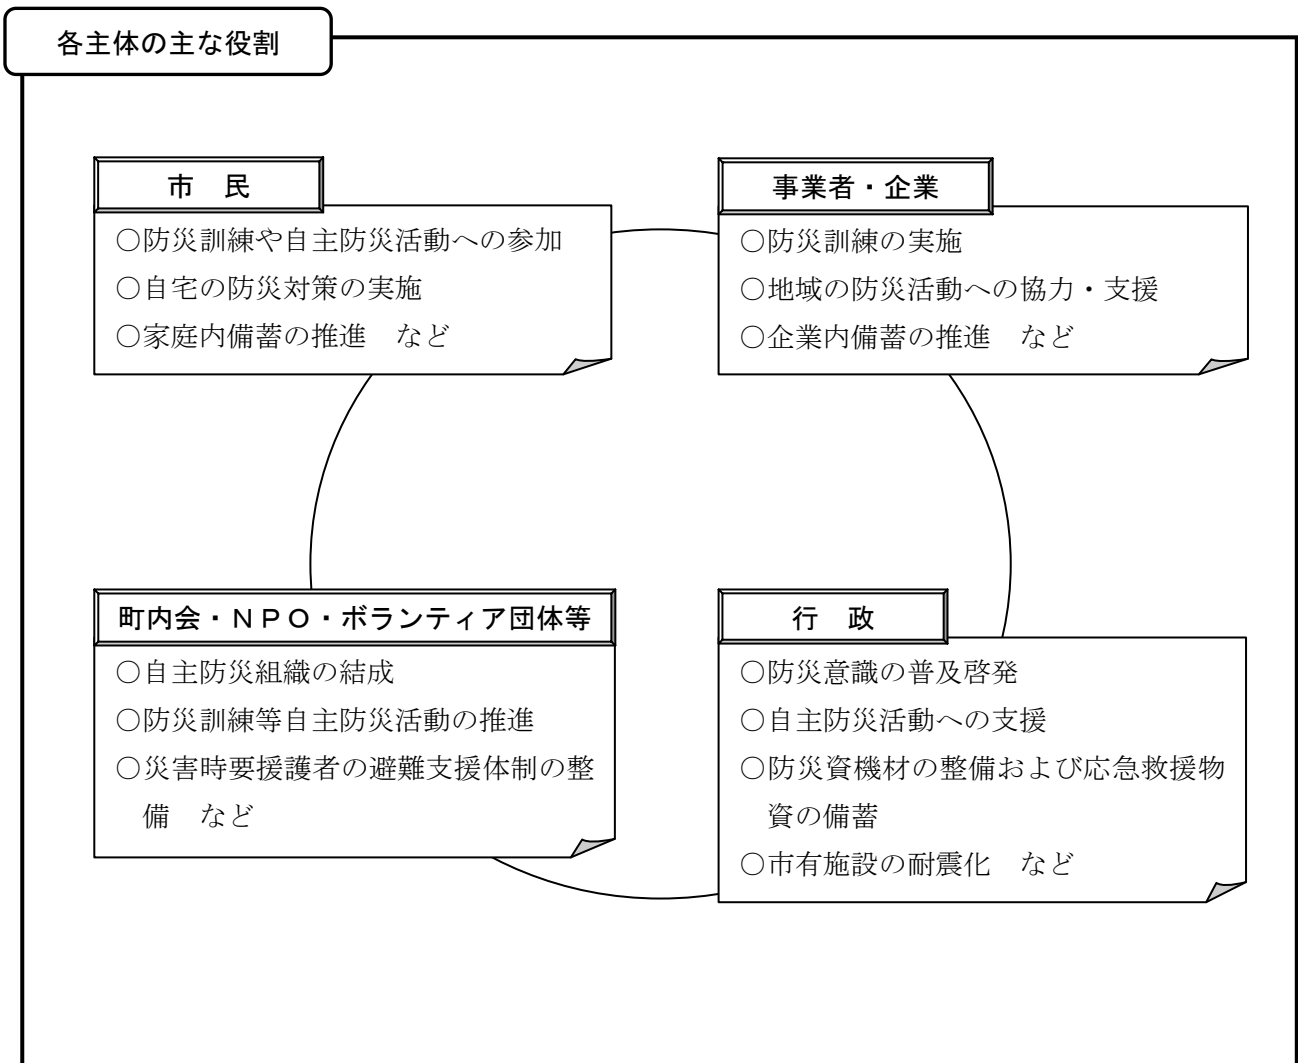 各主体の主な役割
市　民
○防災訓練や自主防災活動への参加
○自宅の防災対策の実施
○家庭内備蓄の推進　など
事業者・企業
○防災訓練の実施
○地域の防災活動への協力・支援
○企業内備蓄の推進　など
町内会・ＮＰＯ・ボランティア団体等
○自主防災組織の結成
○防災訓練等自主防災活動の推進
○災害時要援護者の避難支援体制の整
備　など
行　政
○防災意識の普及啓発
○自主防災活動への支援
○防災資機材の整備および応急救援物
資の備蓄
○市有施設の耐震化　など